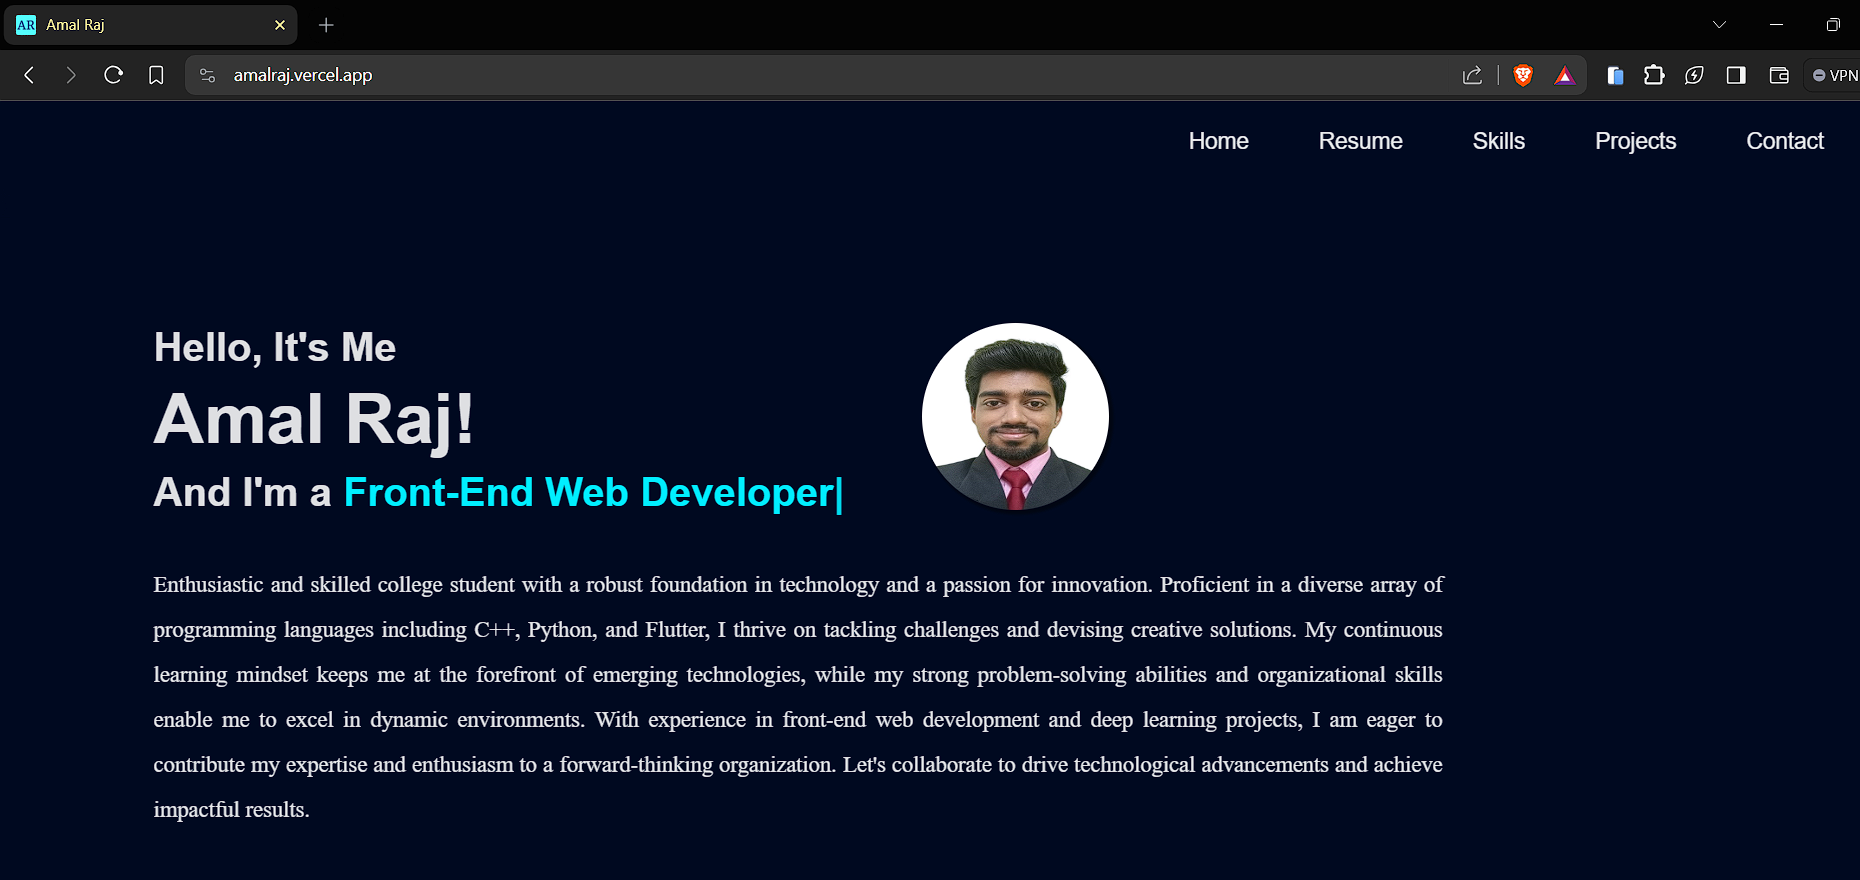 AR Amal Raj
amalraj.vercel.app
VPN
Home Resume Skills Projects Contact
Hello, It's Me
Amal Raj!
And I'm a Front-End Web Developer|
Enthusiastic and skilled college student with a robust foundation in technology and a passion for innovation. Proficient in a diverse array of
programming languages including C++, Python, and Flutter, I thrive on tackling challenges and devising creative solutions. My continuous
learning mindset keeps me at the forefront of emerging technologies, while my strong problem-solving abilities and organizational skills
enable me to excel in dynamic environments. With experience in front-end web development and deep learning projects, I am eager to
contribute my expertise and enthusiasm to a forward-thinking organization. Let's collaborate to drive technological advancements and achieve
impactful results.